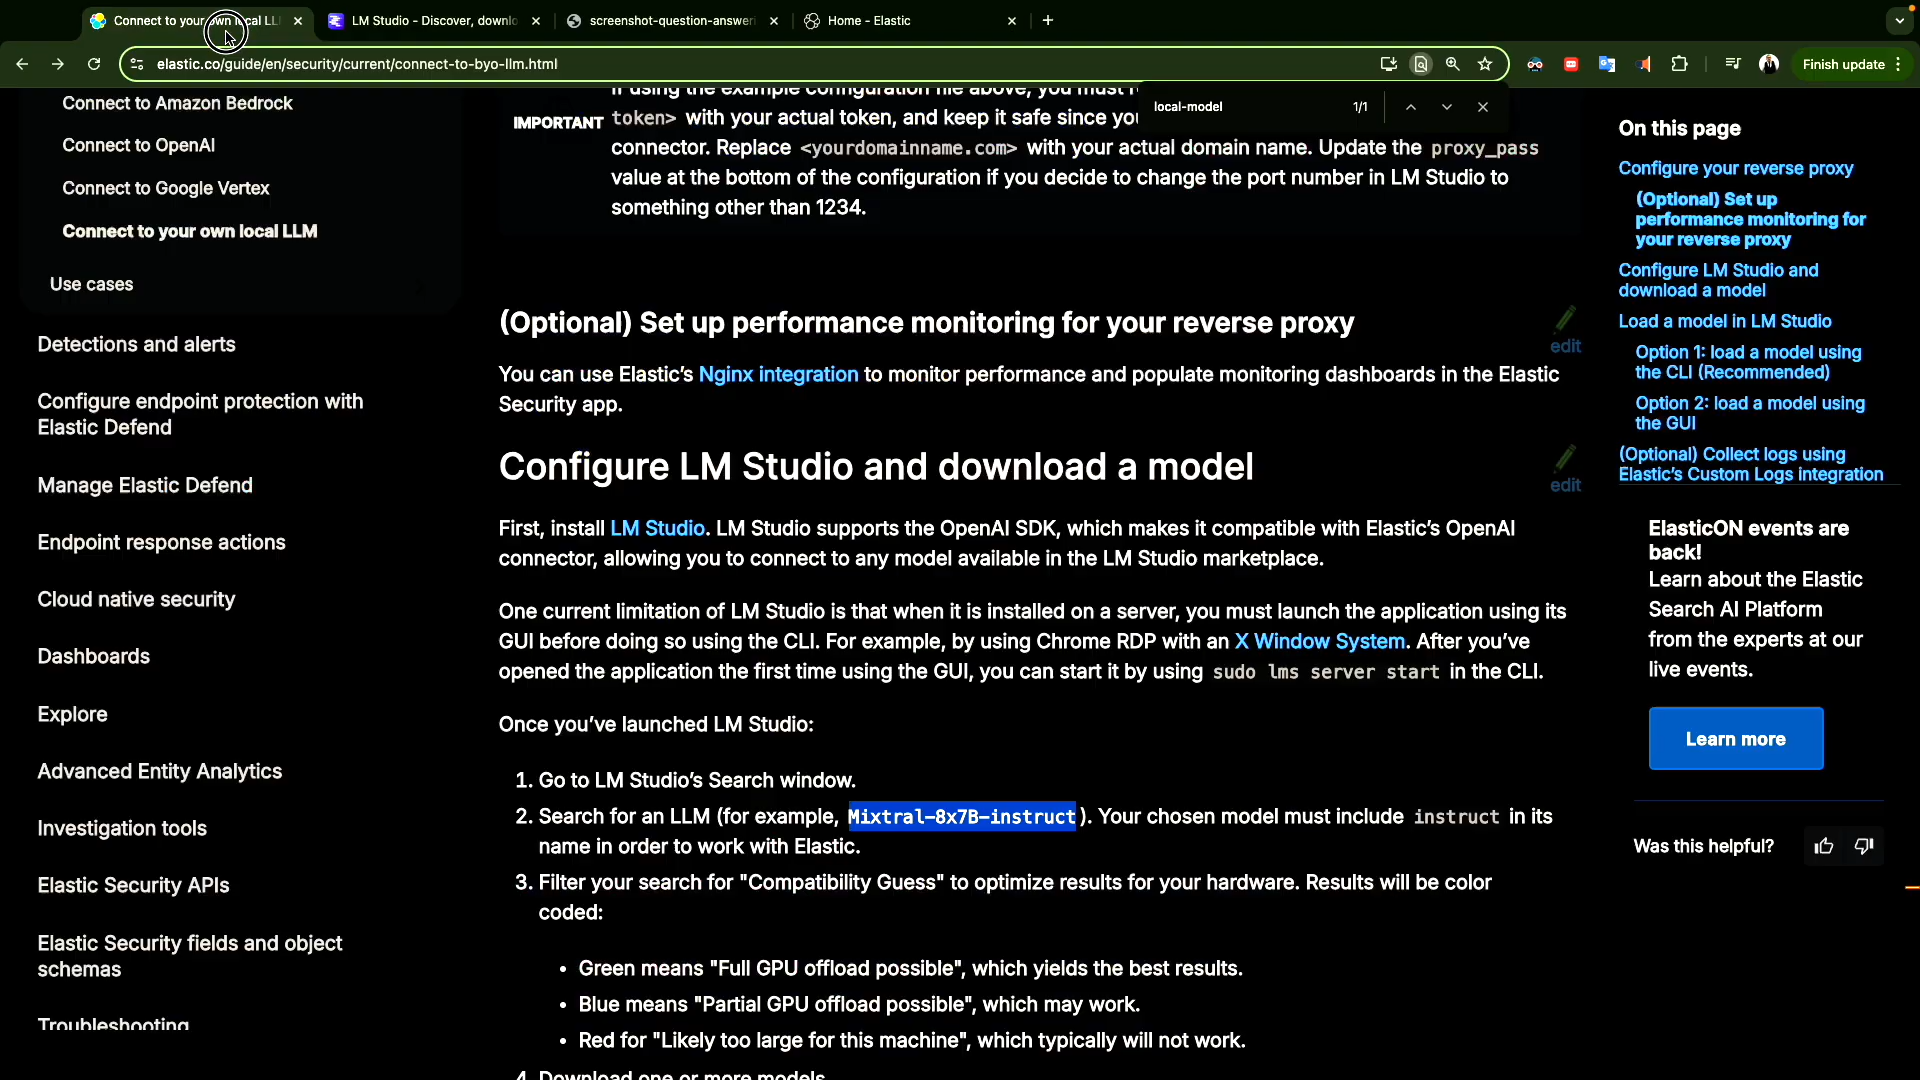 Connect to your own local LL
LM Studio - Discover, downlo
screenshot-question-answeri
Home - Elastic
elastic.co/guide/en/security/current/connect-to-byo-llm.html
Finish update
local-model
1/1
Connect to Amazon Bedrock
Connect to OpenAI
Connect to Google Vertex
Connect to your own local LLM
Use cases
Detections and alerts
Configure endpoint protection with
Elastic Defend
Manage Elastic Defend
Endpoint response actions
Cloud native security
Dashboards
Explore
Advanced Entity Analytics
Investigation tools
Elastic Security APIs
Elastic Security fields and object
schemas
Troubleshooting
IMPORTANT
If using the example configuration file above, you must
token> with your actual token, and keep it safe since you
connector. Replace <yourdomainname.com> with your actual domain name. Update the proxy_pass
value at the bottom of the configuration if you decide to change the port number in LM Studio to
something other than 1234.
(Optional) Set up performance monitoring for your reverse proxy
edit
You can use Elastic's Nginx integration to monitor performance and populate monitoring dashboards in the Elastic
Security app.
Configure LM Studio and download a model
edit
First, install LM Studio. LM Studio supports the OpenAI SDK, which makes it compatible with Elastic's OpenAI
connector, allowing you to connect to any model available in the LM Studio marketplace.
One current limitation of LM Studio is that when it is installed on a server, you must launch the application using its
GUI before doing so using the CLI. For example, by using Chrome RDP with an X Window System. After you've
opened the application the first time using the GUI, you can start it by using sudo lms server start in the CLI.
Once you've launched LM Studio:
1. Go to LM Studio's Search window.
2. Search for an LLM (for example, Mixtral-8x7B-instruct). Your chosen model must include instruct in its
name in order to work with Elastic.
3. Filter your search for "Compatibility Guess" to optimize results for your hardware. Results will be color
coded:
• Green means "Full GPU offload possible", which yields the best results.
• Blue means "Partial GPU offload possible", which may work.
• Red for "Likely too large for this machine", which typically will not work.
4. Download one or more models.
On this page
Configure your reverse proxy
(Optional) Set up
performance monitoring for
your reverse proxy
Configure LM Studio and
download a model
Load a model in LM Studio
Option 1: load a model using
the CLI (Recommended)
Option 2: load a model using
the GUI
(Optional) Collect logs using
Elastic's Custom Logs integration
ElasticON events are
back!
Learn about the Elastic
Search AI Platform
from the experts at our
live events.
Learn more
Was this helpful?